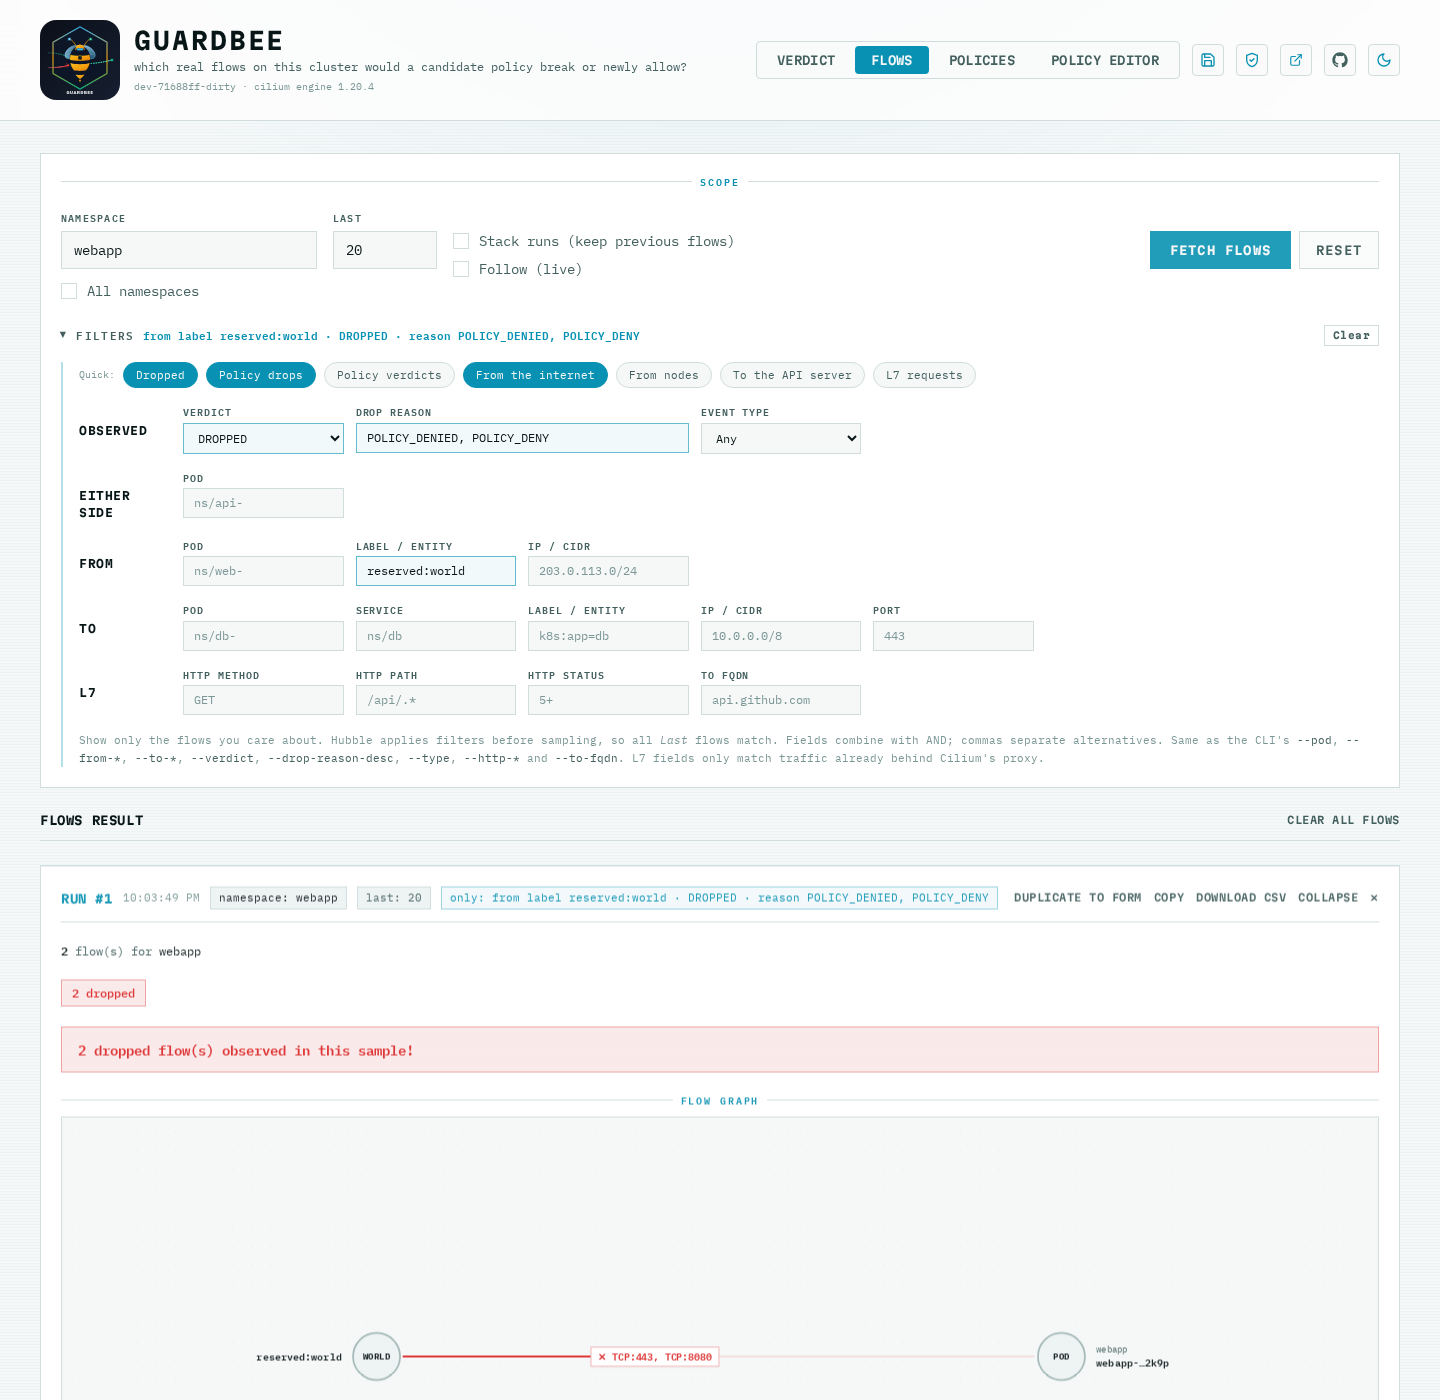 GUARDBEE
GUARDBEE
which real flows on this cluster would a candidate policy break or newly allow?
dev-71688ff-dirty · cilium engine 1.20.4
VERDICT FLOWS POLICIES POLICY EDITOR
SCOPE
NAMESPACE LAST
webapp 20 Stack runs (keep previous flows) FETCH FLOWS RESET
Follow (live)
All namespaces
▼ FILTERS from label reserved:world · DROPPED · reason POLICY_DENIED, POLICY_DENY Clear
Quick: Dropped Policy drops Policy verdicts From the internet From nodes To the API server L7 requests
VERDICT DROP REASON EVENT TYPE
OBSERVED DROPPED POLICY_DENIED, POLICY_DENY Any
POD
EITHER SIDE ns/api-
POD LABEL / ENTITY IP / CIDR
FROM ns/web- reserved:world 203.0.113.0/24
POD SERVICE LABEL / ENTITY IP / CIDR PORT
TO ns/db- ns/db k8s:app=db 10.0.0.0/8 443
HTTP METHOD HTTP PATH HTTP STATUS TO FQDN
L7 GET /api/.* 5+ api.github.com
Show only the flows you care about. Hubble applies filters before sampling, so all Last flows match. Fields combine with AND; commas separate alternatives. Same as the CLI's --pod, --
from-*, --to-*, --verdict, --drop-reason-desc, --type, --http-* and --to-fqdn. L7 fields only match traffic already behind Cilium's proxy.
FLOWS RESULT CLEAR ALL FLOWS
RUN #1 10:03:49 PM namespace: webapp last: 20 only: from label reserved:world · DROPPED · reason POLICY_DENIED, POLICY_DENY DUPLICATE TO FORM COPY DOWNLOAD CSV COLLAPSE ×
2 flow(s) for webapp
2 dropped
2 dropped flow(s) observed in this sample!
FLOW GRAPH
reserved:world WORLD × TCP:443, TCP:8080 POD webapp
webapp-…2k9p